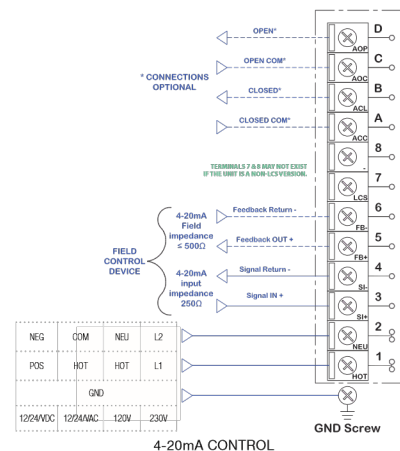 OPEN*
D
AOP
OPEN COM*
C
AOC
* CONNECTIONS
OPTIONAL
CLOSED*
B
ACL
CLOSED COM*
A
ACC
8
-
TERMINALS 7 & 8 MAY NOT EXIST
IF THE UNIT IS A NON-LCS VERSION.
7
LCS
4-20mA
Field
impedance
≤ 500Ω
Feedback Return -
6
FB-
Feedback OUT +
5
FB+
FIELD
CONTROL
DEVICE
4-20mA
input
impedance
250Ω
Signal Return -
4
SI-
Signal IN +
3
SI+
NEG COM NEU L2
2
NEU
POS HOT HOT L1
1
HOT
GND
12/24/VDC 12/24/VAC 120V 230V
GND Screw
4-20mA CONTROL